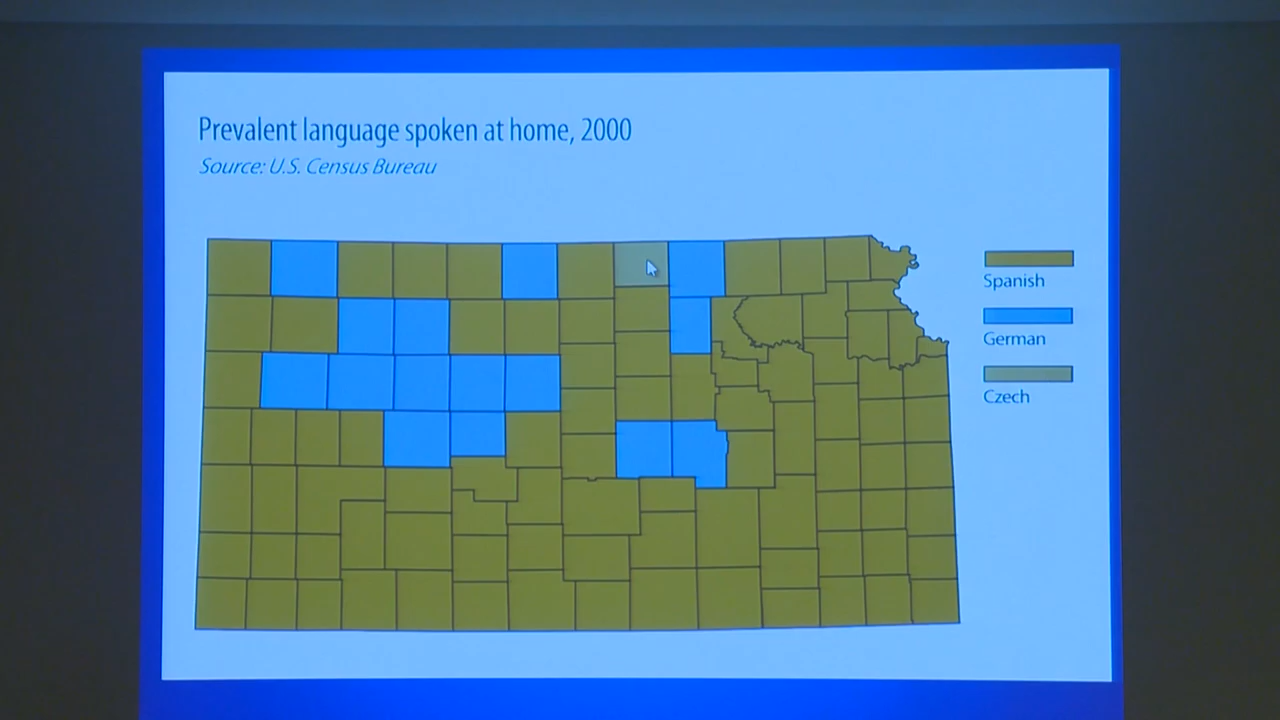 Prevalent language spoken at home, 2000
Source: U.S. Census Bureau
Spanish
German
Czech